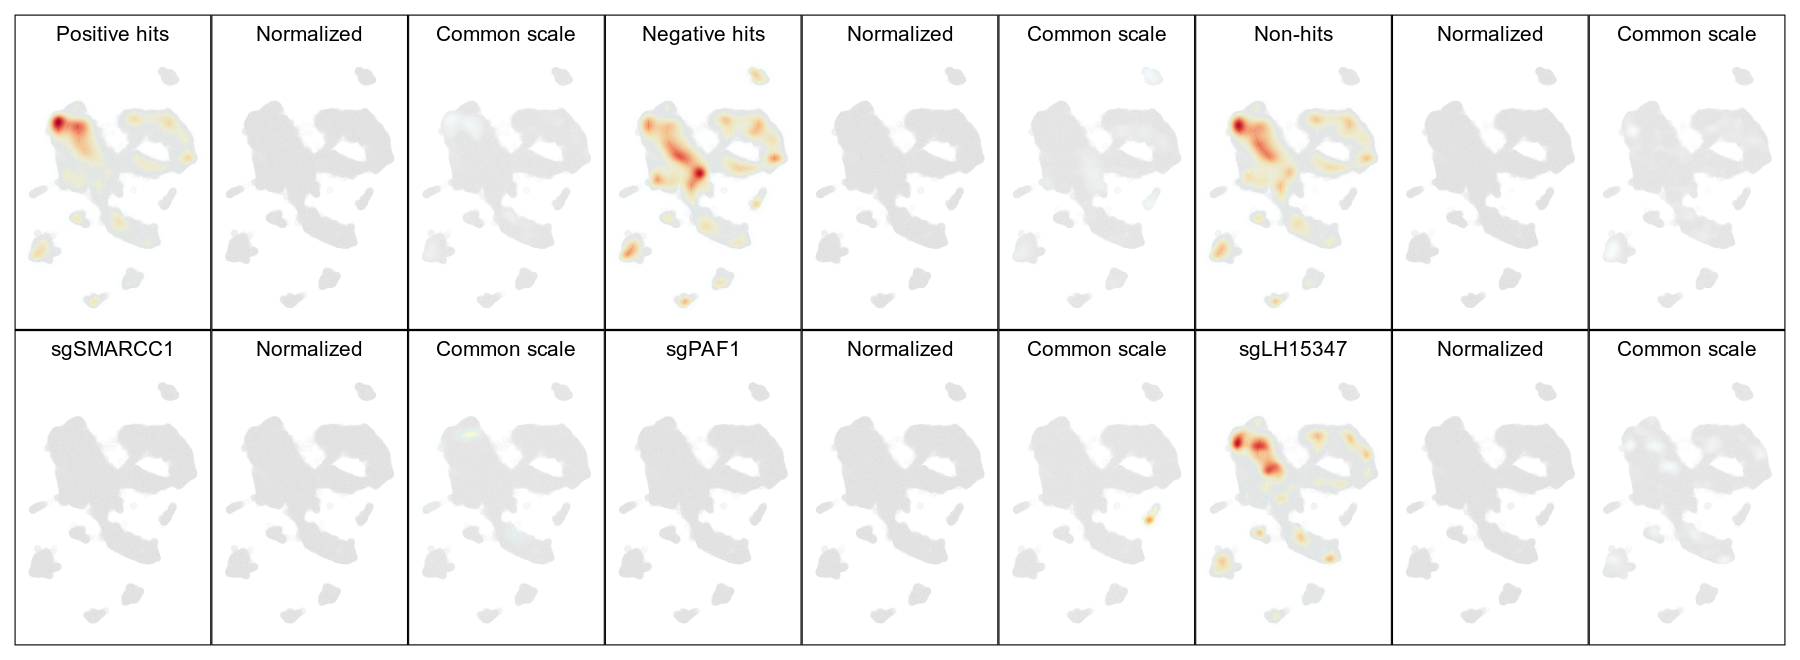 Positive hits
Normalized
Common scale
Negative hits
Normalized
Common scale
Non-hits
Normalized
Common scale
sgSMARCC1
Normalized
Common scale
sgPAF1
Normalized
Common scale
sgLH15347
Normalized
Common scale